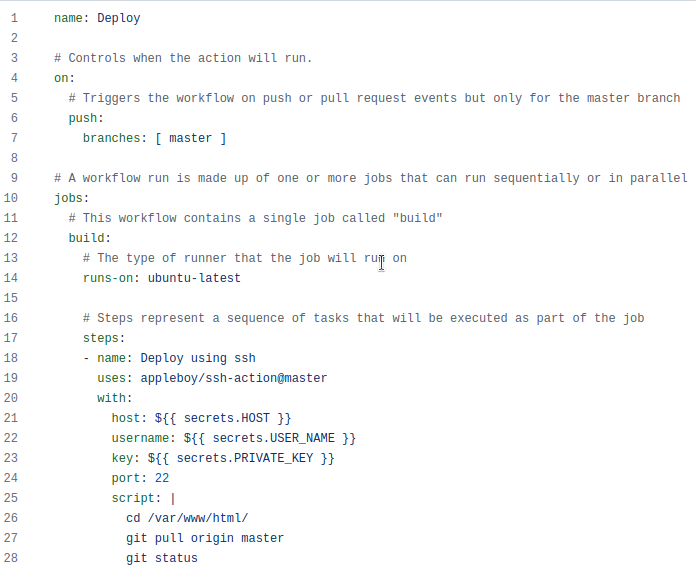 1 name: Deploy
2
3 # Controls when the action will run.
4 on:
5   # Triggers the workflow on push or pull request events but only for the master branch
6   push:
7     branches: [ master ]
8
9 # A workflow run is made up of one or more jobs that can run sequentially or in parallel
10 jobs:
11   # This workflow contains a single job called "build"
12   build:
13     # The type of runner that the job will run on
14     runs-on: ubuntu-latest
15
16     # Steps represent a sequence of tasks that will be executed as part of the job
17     steps:
18     - name: Deploy using ssh
19       uses: appleboy/ssh-action@master
20       with:
21         host: ${{ secrets.HOST }}
22         username: ${{ secrets.USER_NAME }}
23         key: ${{ secrets.PRIVATE_KEY }}
24         port: 22
25         script: |
26           cd /var/www/html/
27           git pull origin master
28           git status